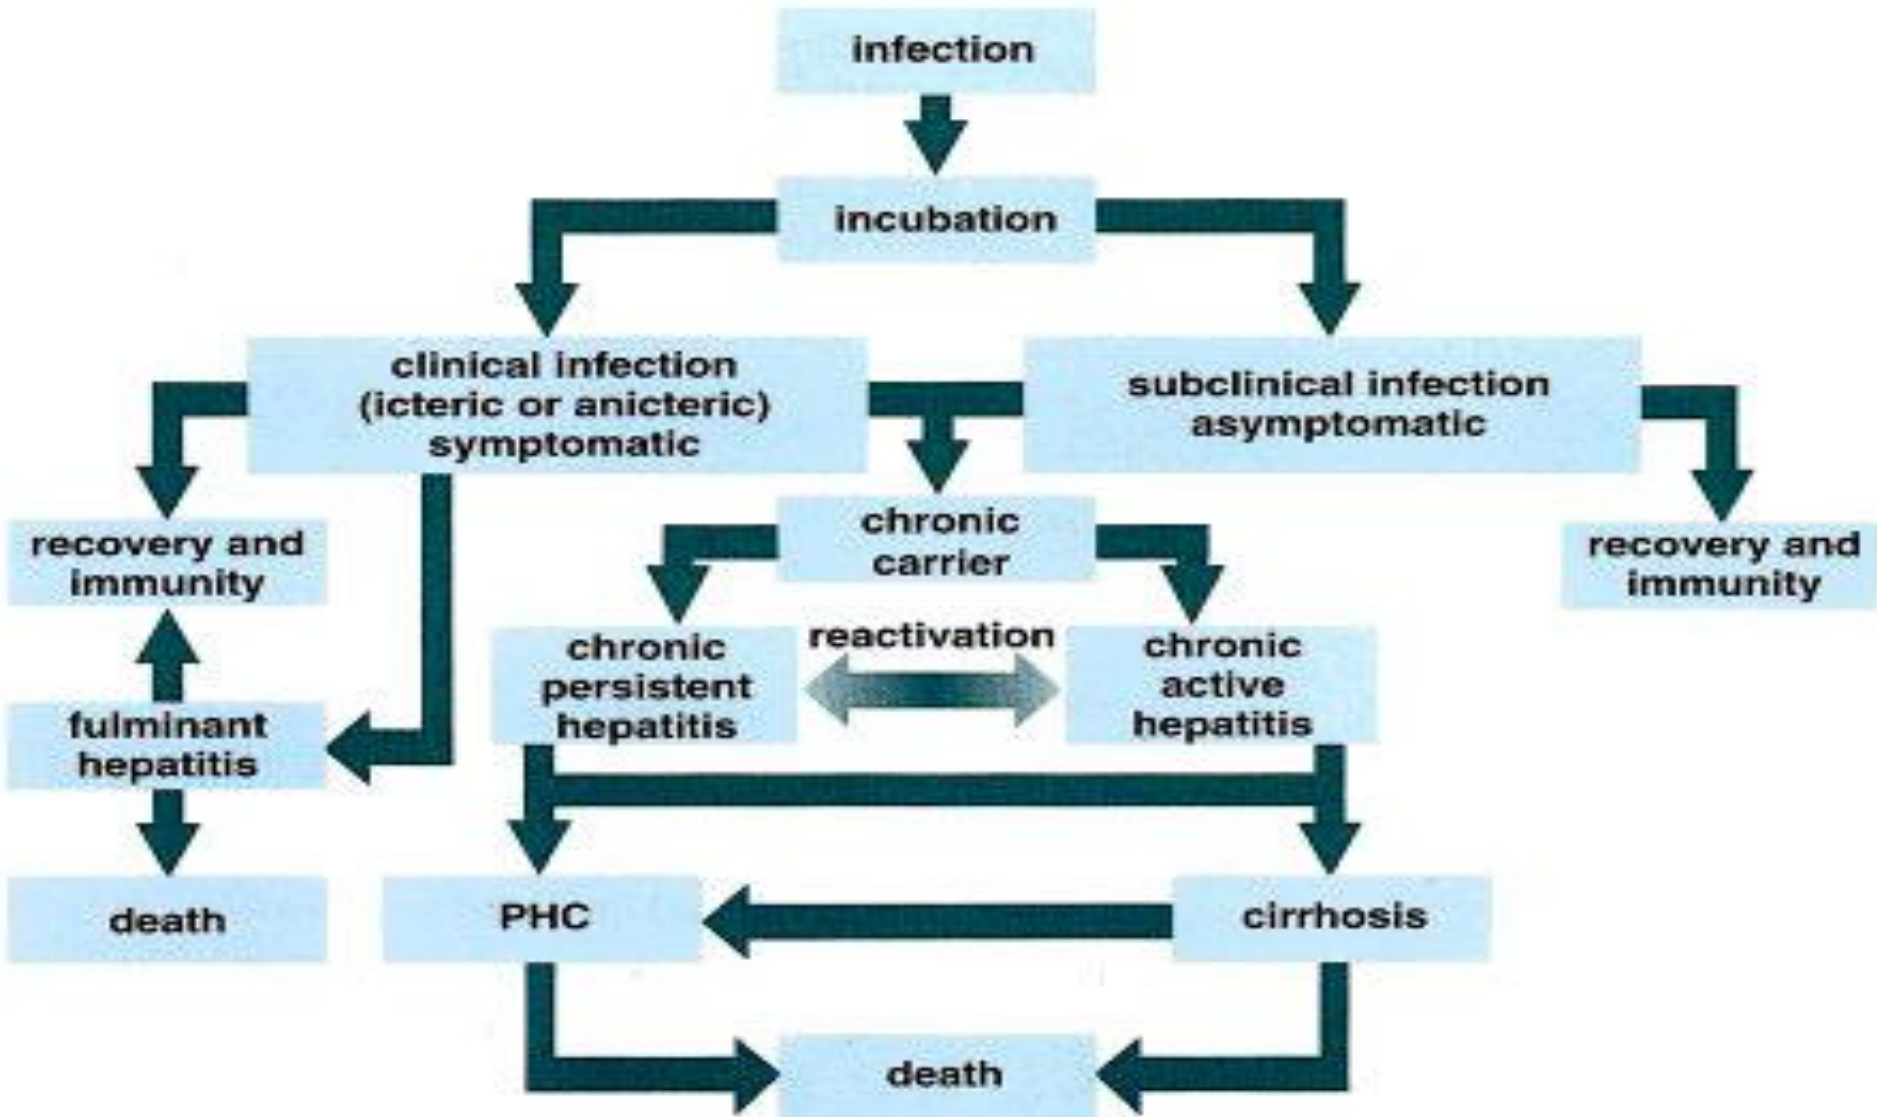 infection
incubation
clinical infection
(icteric or anicteric)
symptomatic
subclinical infection
asymptomatic
recovery and
immunity
chronic
carrier
recovery and
immunity
fulminant
hepatitis
chronic
persistent
hepatitis
reactivation
chronic
active
hepatitis
death
PHC
cirrhosis
death